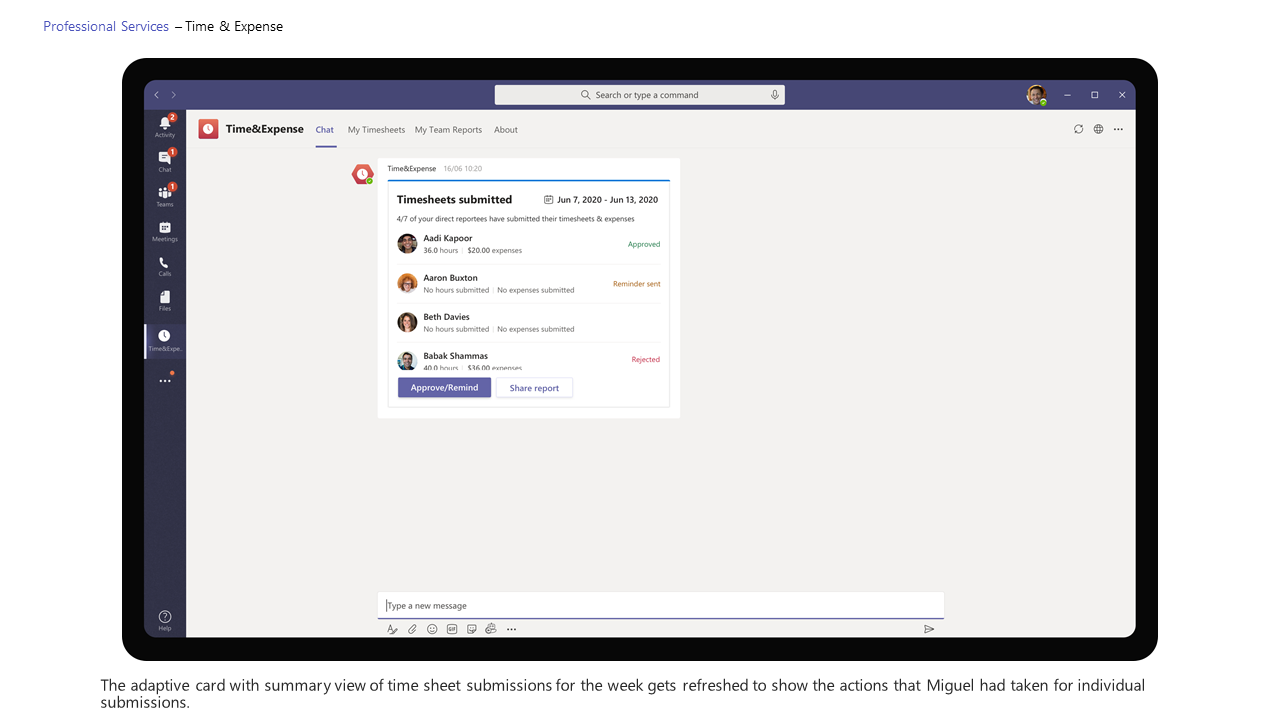 Professional Services – Time & Expense
Search or type a command
Time&Expense
Chat
My Timesheets
My Team Reports
About
2
Activity
1
Chat
1
Teams
Meetings
Calls
Files
Time&Expe..
Help
Time&Expense 16/06 10:20
Timesheets submitted
Jun 7, 2020 - Jun 13, 2020
4/7 of your direct reportees have submitted their timesheets & expenses
Aadi Kapoor
36.0 hours | $20.00 expenses
Approved
Aaron Buxton
No hours submitted | No expenses submitted
Reminder sent
Beth Davies
No hours submitted | No expenses submitted
Babak Shammas
40.0 hours | $36.00 expenses
Rejected
Approve/Remind
Share report
Type a new message
GIF
The adaptive card with summary view of time sheet submissions for the week gets refreshed to show the actions that Miguel had taken for individual
submissions.